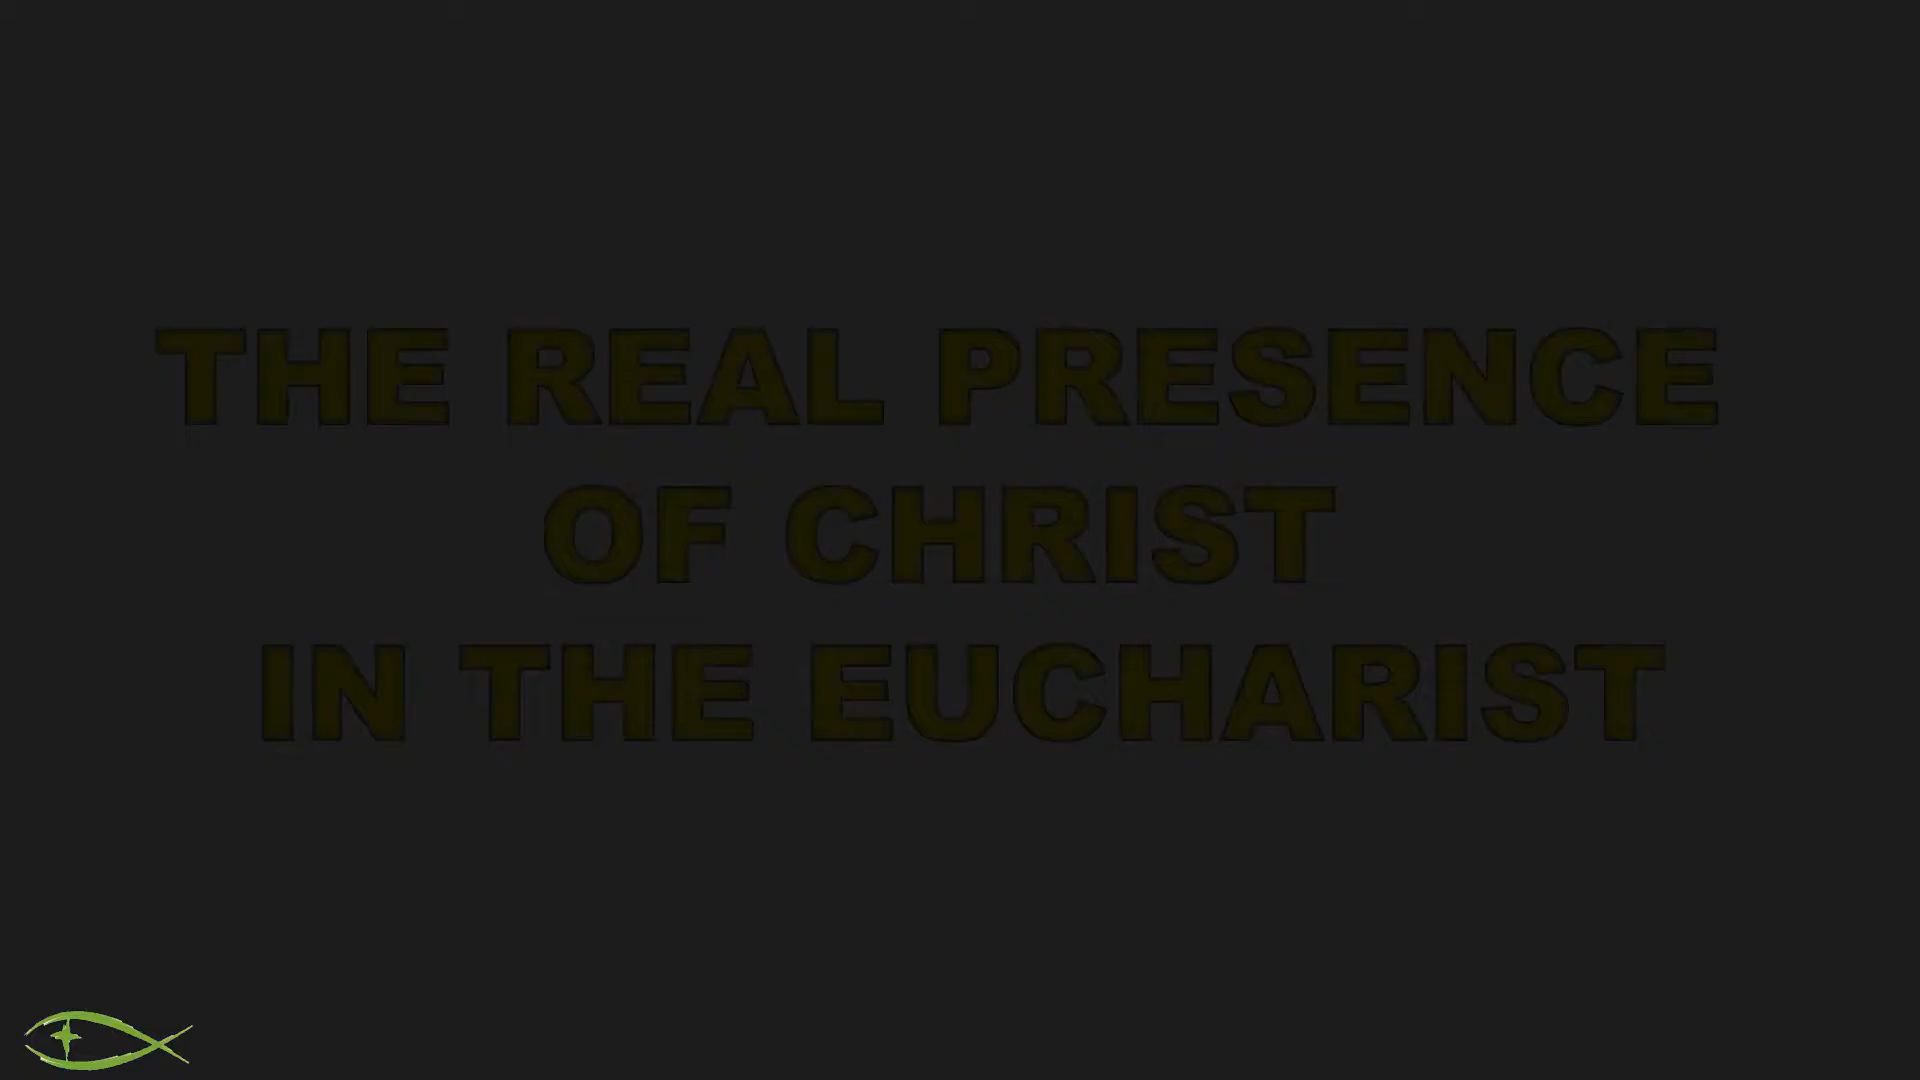 THE REAL PRESENCE
OF CHRIST
IN THE EUCHARIST